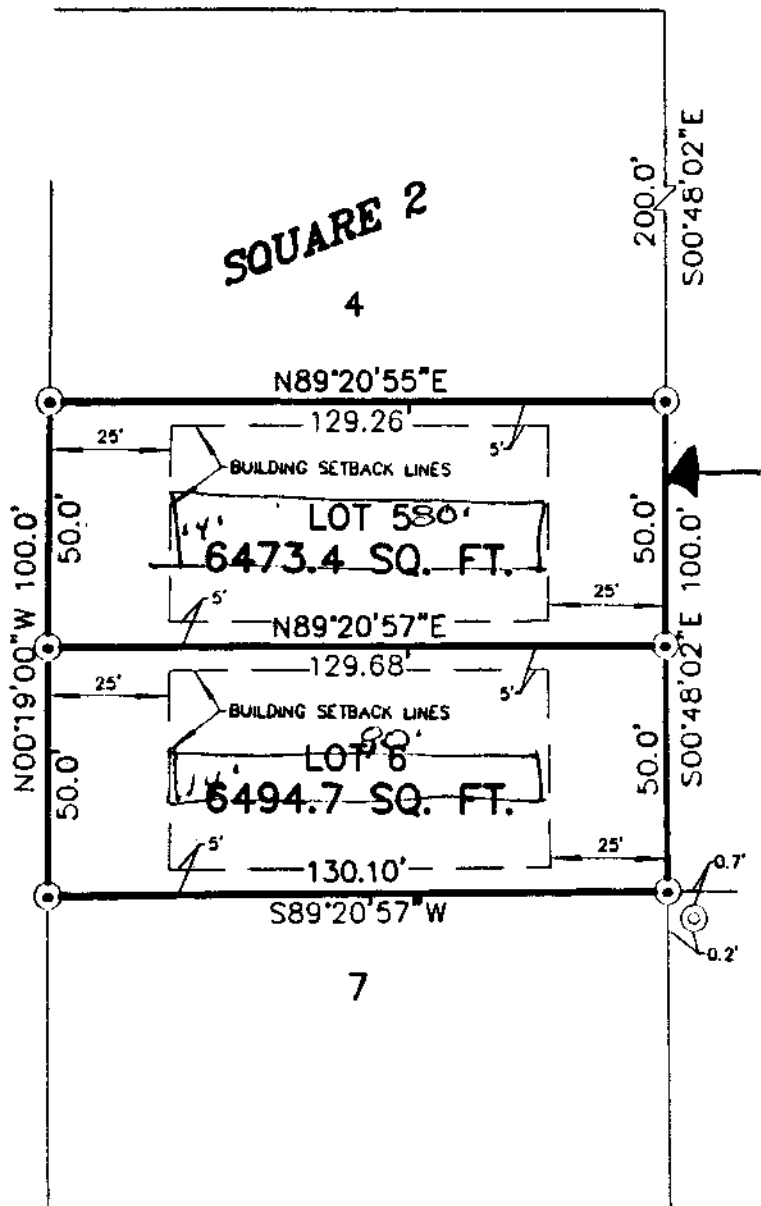 200.0'
S00°48'02"E
SQUARE 2
4
N89°20'55"E
129.26'
25'
5'
BUILDING SETBACK LINES
N00°19'00"W 100.0'
50.0'
LOT 5 80'
14'
6473.4 SQ. FT.
50.0'
S00°48'02"E 100.0'
25'
5'
N89°20'57"E
129.68'
25'
5'
BUILDING SETBACK LINES
80'
50.0'
LOT 6
14'
6494.7 SQ. FT.
50.0'
5'
25'
130.10'
S89°20'57"W
0.7'
0.2'
7